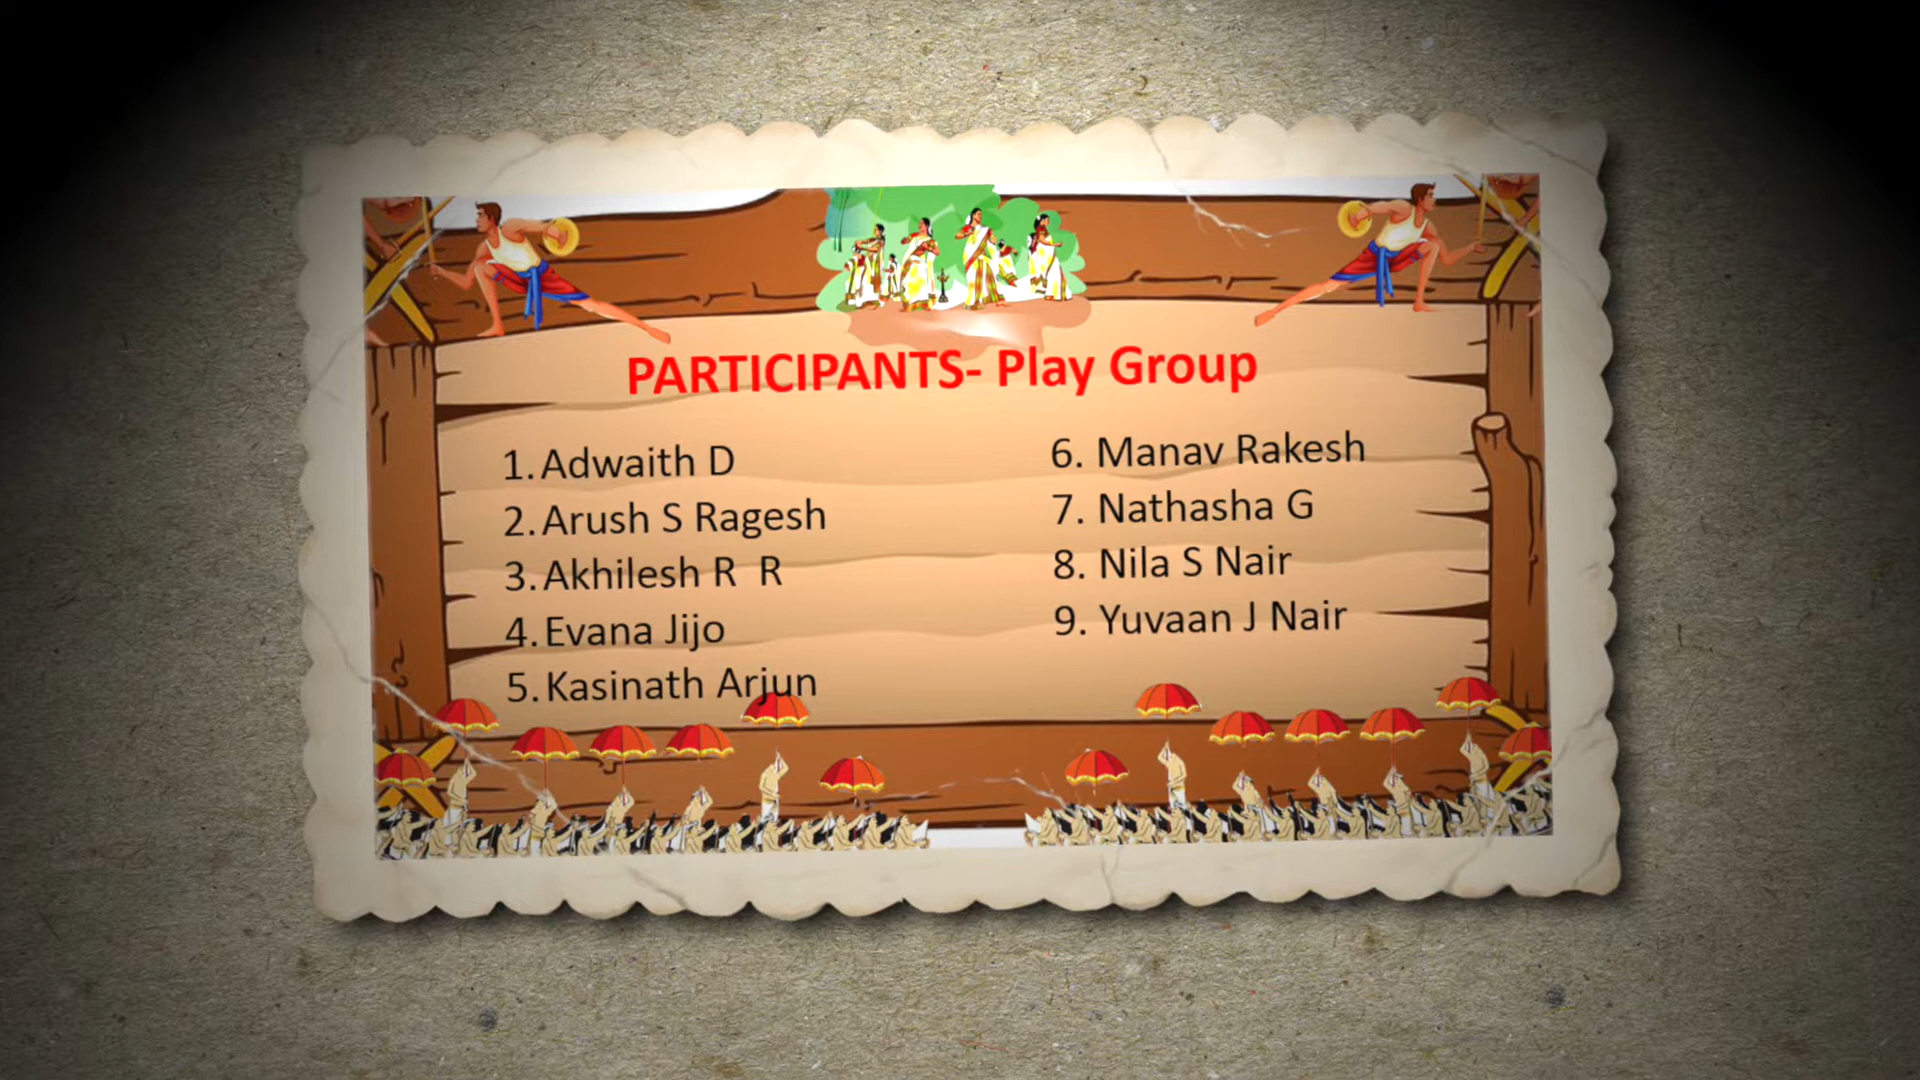 PARTICIPANTS- Play Group
1. Adwaith D
2. Arush S Ragesh
3. Akhilesh R R
4. Evana Jijo
5. Kasinath Arjun
6. Manav Rakesh
7. Nathasha G
8. Nila S Nair
9. Yuvaan J Nair